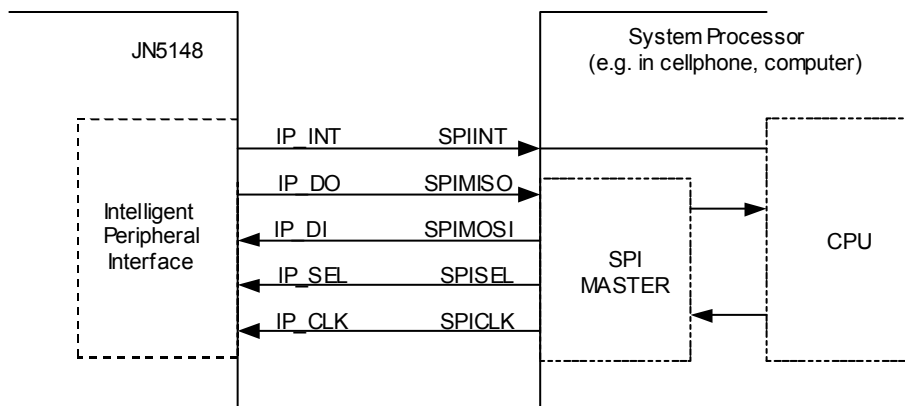 JN5148
System Processor
(e.g. in cellphone, computer)
IP_INT SPIINT
IP_DO SPIMISO
IP_DI SPIMOSI
IP_SEL SPISEL
IP_CLK SPICLK
Intelligent
Peripheral
Interface
SPI
MASTER
CPU